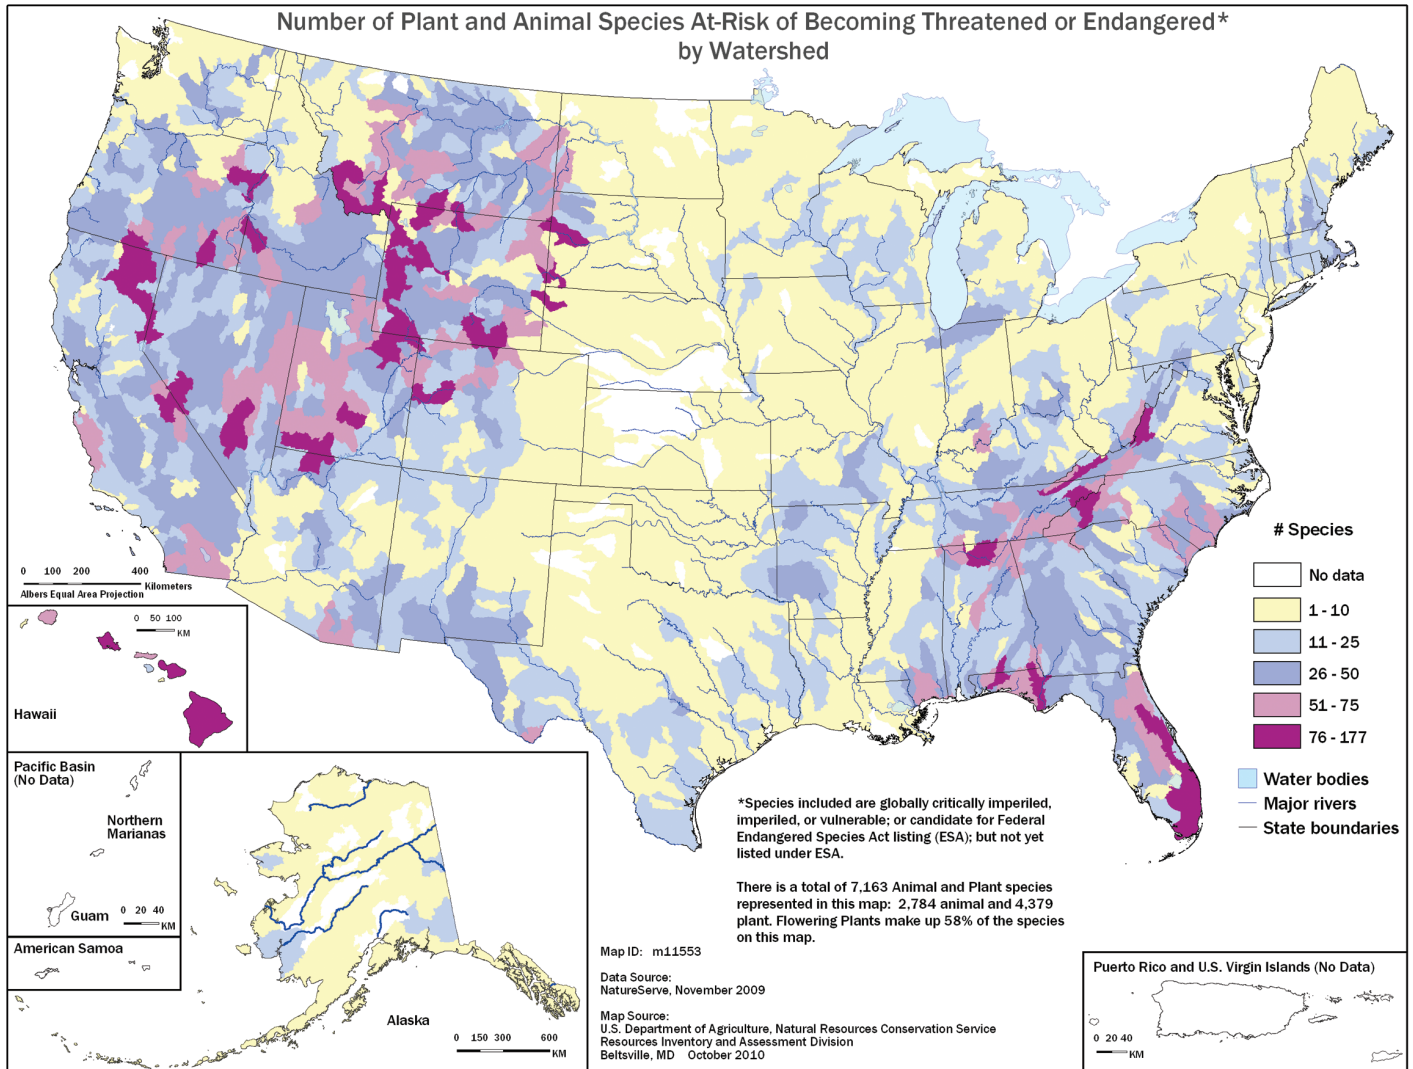 Number of Plant and Animal Species At-Risk of Becoming Threatened or Endangered*
by Watershed
0 100 200 400 Kilometers
Albers Equal Area Projection
0 50 100
KM
Hawaii
Pacific Basin
(No Data)
Northern
Marianas
Guam
0 20 40
KM
American Samoa
Alaska
0 150 300 600
KM
# Species
No data
1 - 10
11 - 25
26 - 50
51 - 75
76 - 177
Water bodies
Major rivers
State boundaries
*Species included are globally critically imperiled,
imperiled, or vulnerable; or candidate for Federal
Endangered Species Act listing (ESA); but not yet
listed under ESA.
There is a total of 7,163 Animal and Plant species
represented in this map: 2,784 animal and 4,379
plant. Flowering Plants make up 58% of the species
on this map.
Map ID: m11553
Data Source:
NatureServe, November 2009
Map Source:
U.S. Department of Agriculture, Natural Resources Conservation Service
Resources Inventory and Assessment Division
Beltsville, MD October 2010
Puerto Rico and U.S. Virgin Islands (No Data)
0 20 40
KM